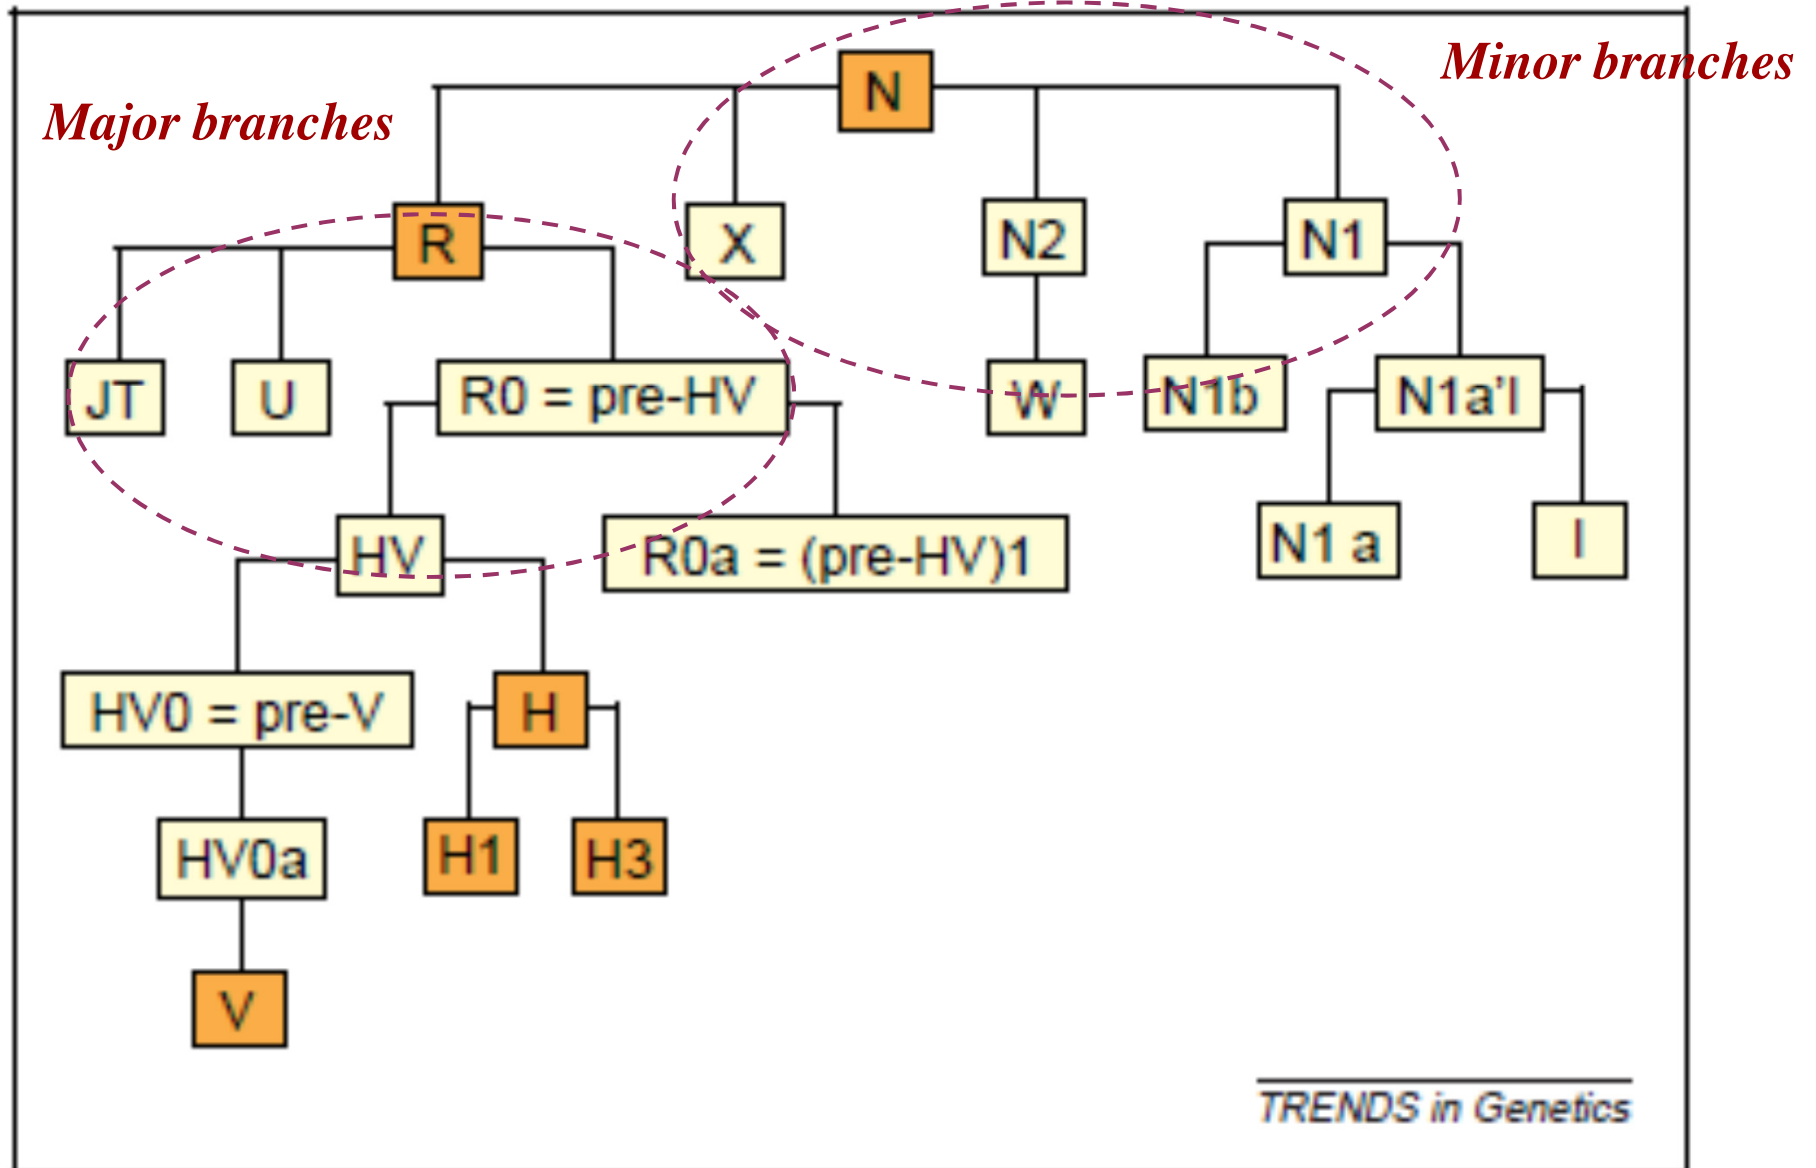 Minor branches
N
Major branches
R
X
N2
N1
JT
U
R0 = pre-HV
W
N1b
N1a'I
HV
R0a = (pre-HV)1
N1 a
I
HV0 = pre-V
H
HV0a
H1
H3
V
TRENDS in Genetics